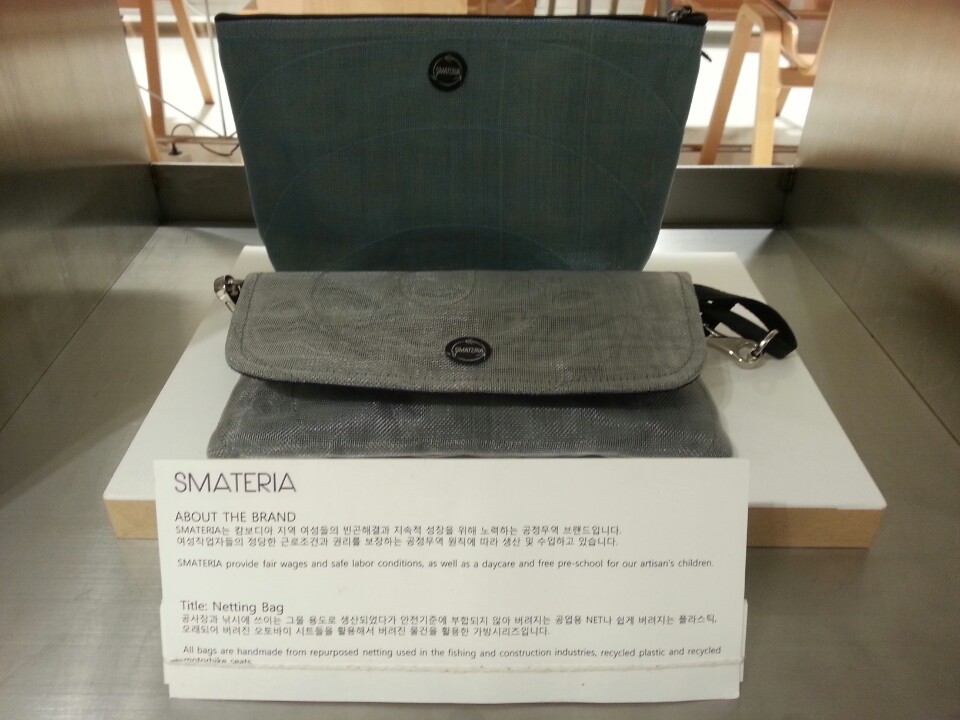 SMATERIA
SMATERIA
SMATERIA
ABOUT THE BRAND
SMATERIA는 캄보디아 지역 여성들의 빈곤해결과 지속적 성장을 위해 노력하는 공정무역 브랜드입니다.
여성작업자들의 정당한 근로조건과 권리를 보장하는 공정무역 원칙에 따라 생산 및 수입하고 있습니다.
SMATERIA provide fair wages and safe labor conditions, as well as a daycare and free pre-school for our artisan's children.
Title: Netting Bag
공사장과 낚시에 쓰이는 그물 용도로 생산되었다가 안전기준에 부합되지 않아 버려지는 공업용 NET나 쉽게 버려지는 플라스틱,
오래되어 버려진 오토바이 시트들을 활용해서 버려진 물건을 활용한 가방시리즈입니다.
All bags are handmade from repurposed netting used in the fishing and construction industries, recycled plastic and recycled
motorbike seats.